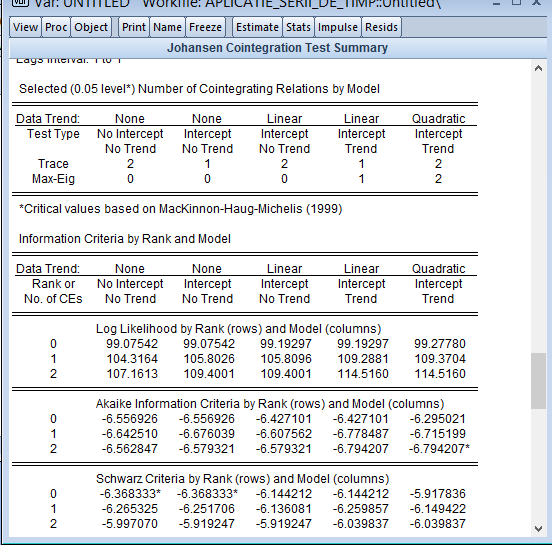 Var: UNTITLED Workfile: APLICATIE_SERII_DE_TIMP::Untitled\
View Proc Object Print Name Freeze Estimate Stats Impulse Resids
Johansen Cointegration Test Summary
Lags interval: 1 to 1
Selected (0.05 level*) Number of Cointegrating Relations by Model
Data Trend: None None Linear Linear Quadratic
Test Type No Intercept Intercept Intercept Intercept Intercept
No Trend No Trend No Trend Trend Trend
Trace 2 1 2 1 2
Max-Eig 0 0 0 1 2
*Critical values based on MacKinnon-Haug-Michelis (1999)
Information Criteria by Rank and Model
Data Trend: None None Linear Linear Quadratic
Rank or No Intercept Intercept Intercept Intercept Intercept
No. of CEs No Trend No Trend No Trend Trend Trend
Log Likelihood by Rank (rows) and Model (columns)
0 99.07542 99.07542 99.19297 99.19297 99.27780
1 104.3164 105.8026 105.8096 109.2881 109.3704
2 107.1613 109.4001 109.4001 114.5160 114.5160
Akaike Information Criteria by Rank (rows) and Model (columns)
0 -6.556926 -6.556926 -6.427101 -6.427101 -6.295021
1 -6.642510 -6.676039 -6.607562 -6.778487 -6.715199
2 -6.562847 -6.579321 -6.579321 -6.794207 -6.794207*
Schwarz Criteria by Rank (rows) and Model (columns)
0 -6.368333* -6.368333* -6.144212 -6.144212 -5.917836
1 -6.265325 -6.251706 -6.136081 -6.259857 -6.149422
2 -5.997070 -5.919247 -5.919247 -6.039837 -6.039837